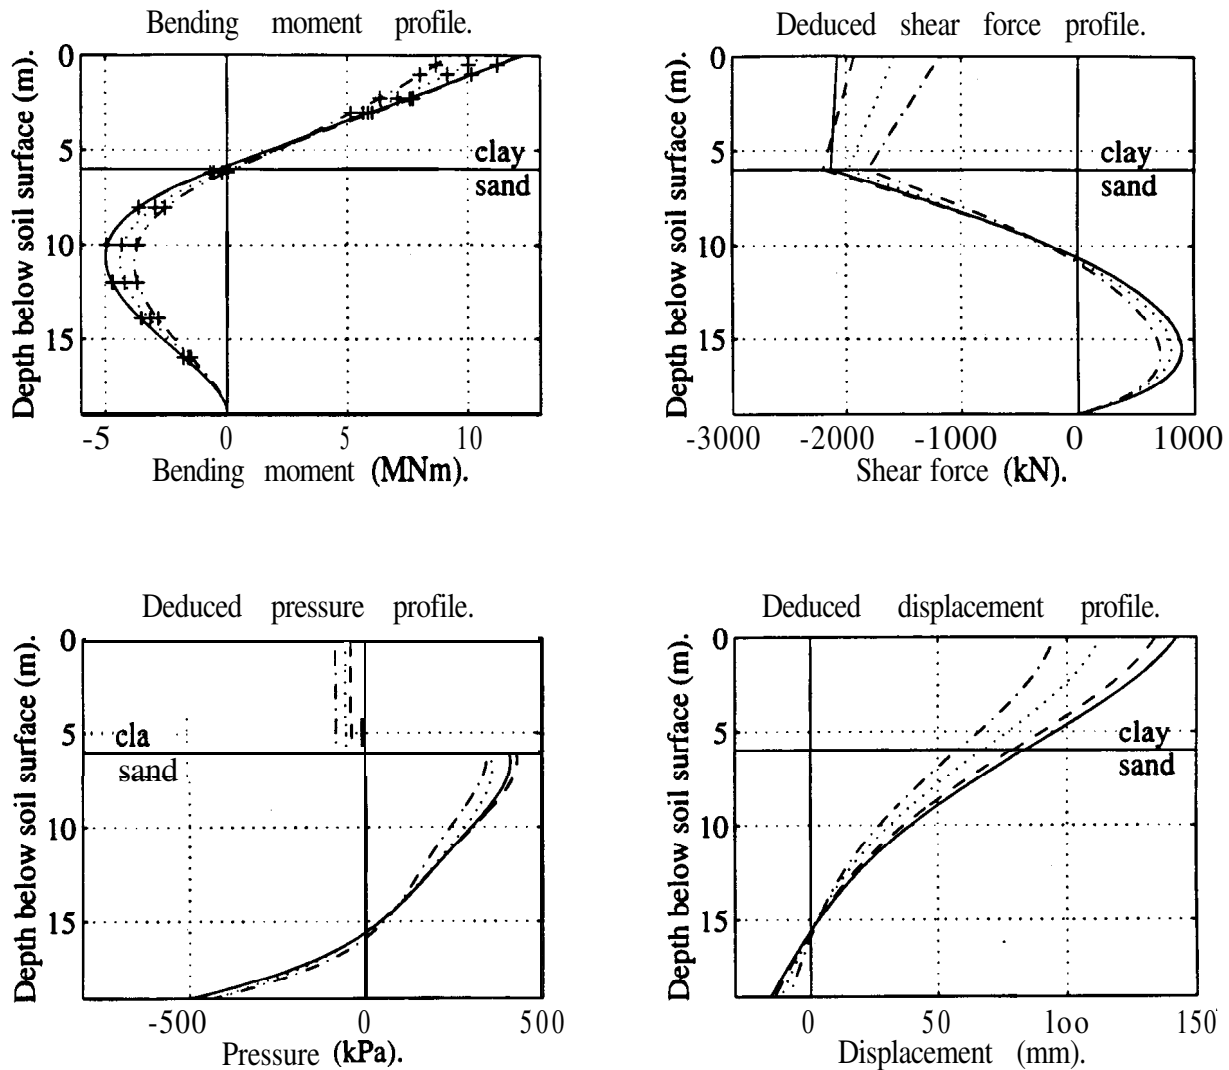 Bending moment profile.
Depth below soil surface (m).
0
5
10
15
clay
sand
-5 0 5 10
Bending moment (MNm).
Deduced shear force profile.
Depth below soil surface (m).
0
5
10
15
clay
sand
-3000 -2000 -1000 0 1000
Shear force (kN).
Deduced pressure profile.
Depth below soil surface (m).
0
5
10
15
cla
sand
-500 0 500
Pressure (kPa).
Deduced displacement profile.
Depth below soil surface (m).
0
5
10
15
clay
sand
0 50 1oo 150
Displacement (mm).